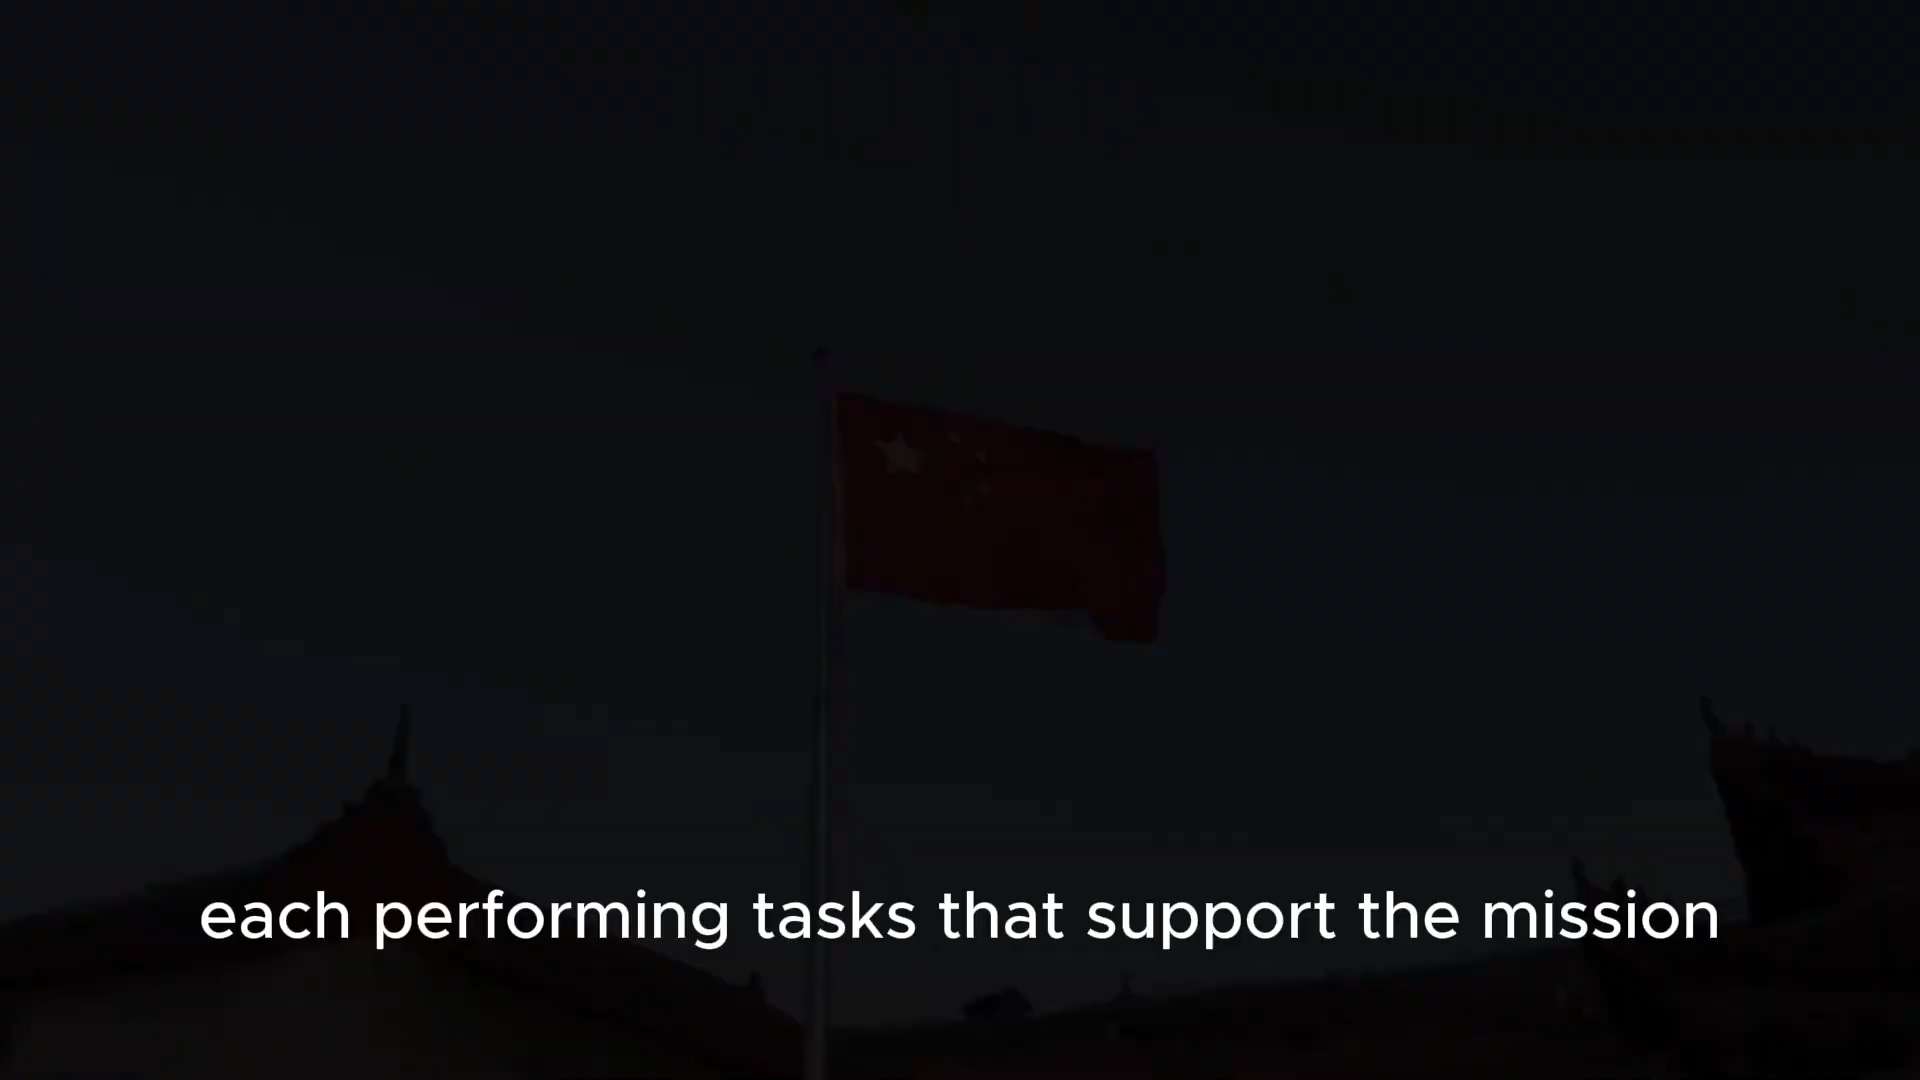 each performing tasks that support the mission